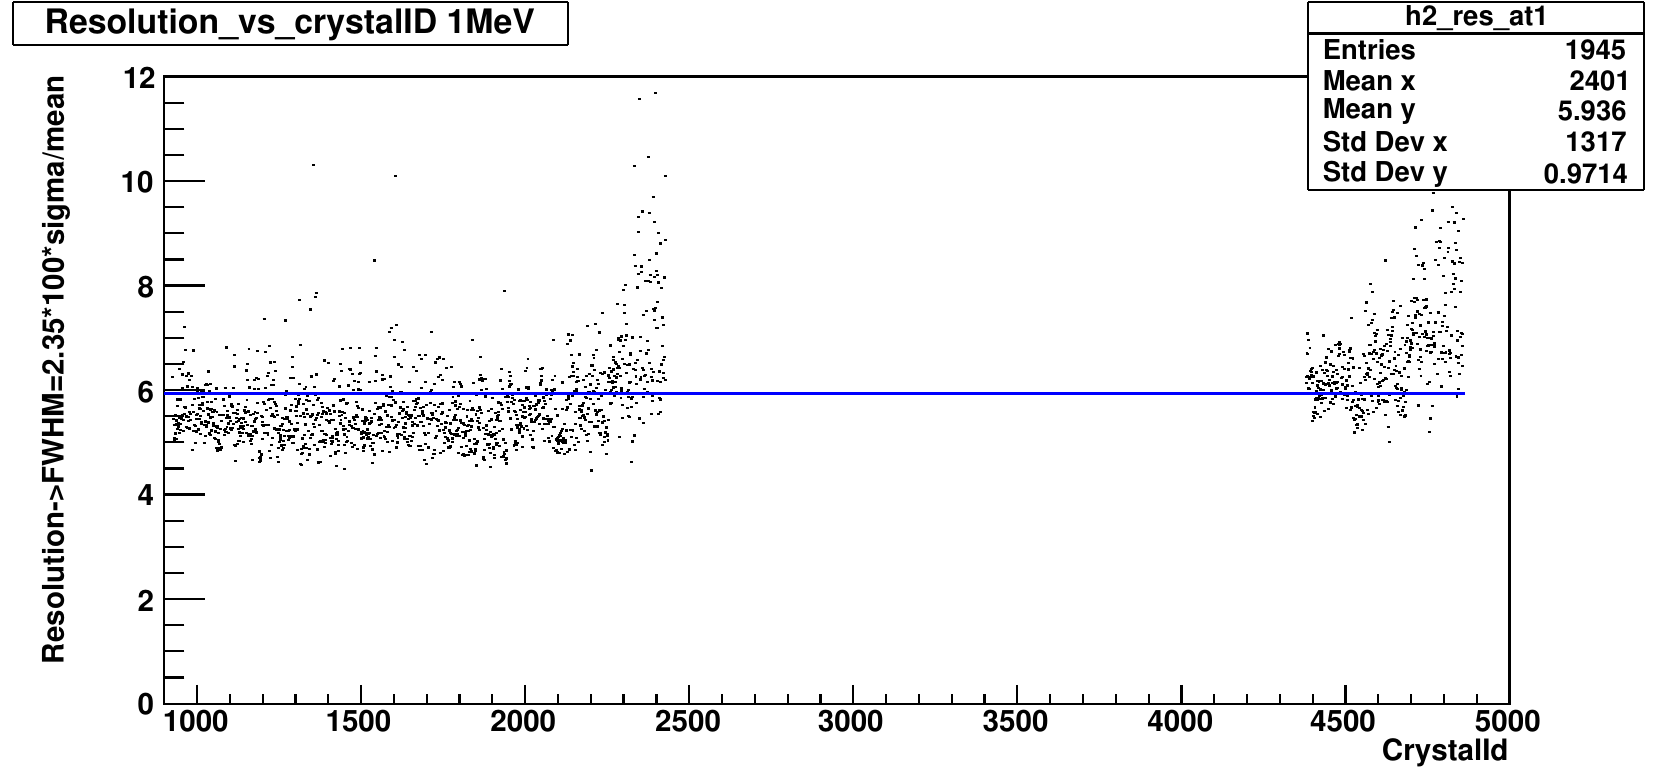 Resolution_vs_crystalID 1MeV
h2_res_at1
Entries 1945
Mean x 2401
Mean y 5.936
Std Dev x 1317
Std Dev y 0.9714
Resolution->FWHM=2.35*100*sigma/mean
12
10
8
6
4
2
0
1000 1500 2000 2500 3000 3500 4000 4500 5000
CrystalId